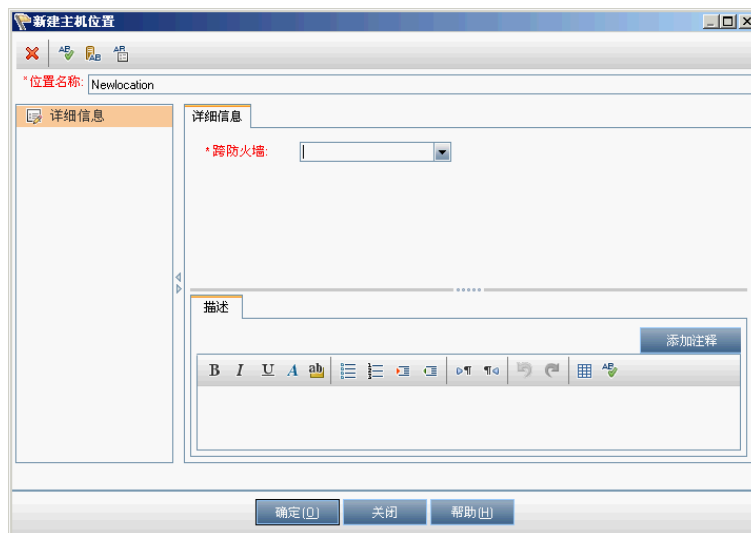 新建主机位置
*位置名称: Newlocation
详细信息
详细信息
*跨防火墙:
描述
添加注释
B I U A ab
确定(O) 关闭 帮助(H)